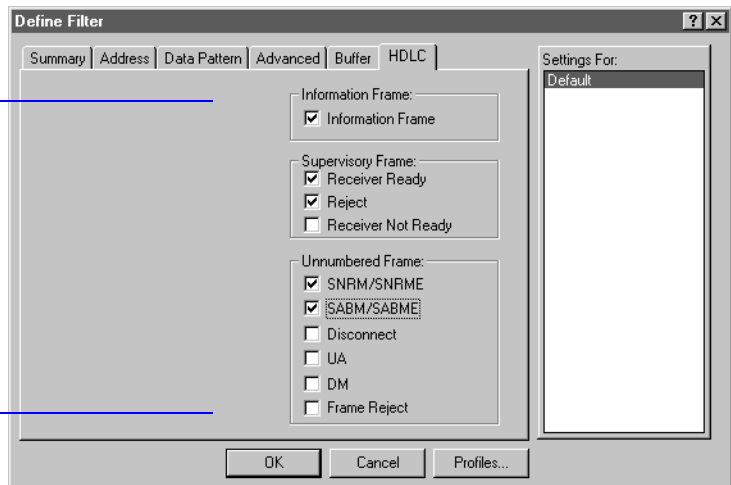 Define Filter
Summary Address Data Pattern Advanced Buffer HDLC
Settings For:
Default
Information Frame:
Information Frame
Supervisory Frame:
Receiver Ready
Reject
Receiver Not Ready
Unnumbered Frame:
SNRM/SNRME
SABM/SABME
Disconnect
UA
DM
Frame Reject
OK Cancel Profiles...